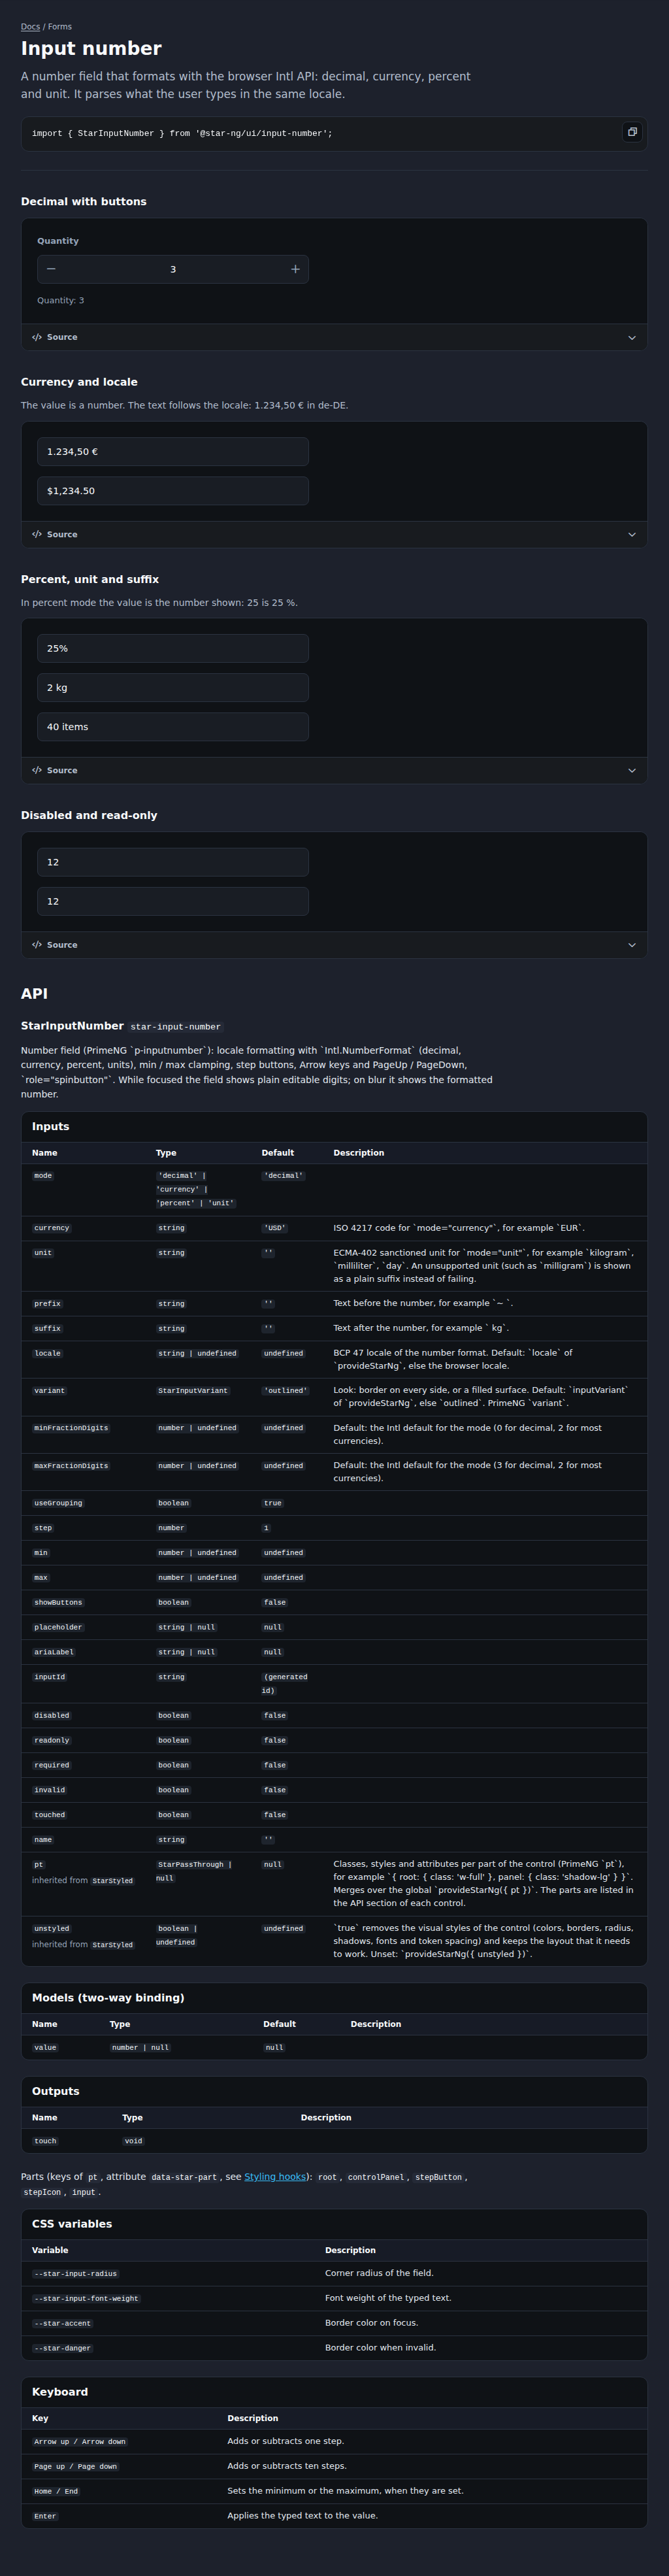 Docs / Forms
Input number
A number field that formats with the browser Intl API: decimal, currency, percent
and unit. It parses what the user types in the same locale.
import { StarInputNumber } from '@star-ng/ui/input-number';
Decimal with buttons
Quantity
3
Quantity: 3
Source
Currency and locale
The value is a number. The text follows the locale: 1.234,50 € in de-DE.
1.234,50 €
$1,234.50
Source
Percent, unit and suffix
In percent mode the value is the number shown: 25 is 25 %.
25%
2 kg
40 items
Source
Disabled and read-only
12
12
Source
API
StarInputNumber star-input-number
Number field (PrimeNG `p-inputnumber`): locale formatting with `Intl.NumberFormat` (decimal,
currency, percent, units), min / max clamping, step buttons, Arrow keys and PageUp / PageDown,
`role="spinbutton"`. While focused the field shows plain editable digits; on blur it shows the formatted
number.
Inputs
Name Type Default Description
mode 'decimal' | 'decimal'
'currency' |
'percent' | 'unit'
currency string 'USD' ISO 4217 code for `mode="currency"`, for example `EUR`.
unit string '' ECMA-402 sanctioned unit for `mode="unit"`, for example `kilogram`,
`milliliter`, `day`. An unsupported unit (such as `milligram`) is shown
as a plain suffix instead of failing.
prefix string '' Text before the number, for example `~ `.
suffix string '' Text after the number, for example ` kg`.
locale string | undefined undefined BCP 47 locale of the number format. Default: `locale` of
`provideStarNg`, else the browser locale.
variant StarInputVariant 'outlined' Look: border on every side, or a filled surface. Default: `inputVariant`
of `provideStarNg`, else `outlined`. PrimeNG `variant`.
minFractionDigits number | undefined undefined Default: the Intl default for the mode (0 for decimal, 2 for most
currencies).
maxFractionDigits number | undefined undefined Default: the Intl default for the mode (3 for decimal, 2 for most
currencies).
useGrouping boolean true
step number 1
min number | undefined undefined
max number | undefined undefined
showButtons boolean false
placeholder string | null null
ariaLabel string | null null
inputId string (generated
id)
disabled boolean false
readonly boolean false
required boolean false
invalid boolean false
touched boolean false
name string ''
pt StarPassThrough | null Classes, styles and attributes per part of the control (PrimeNG `pt`),
inherited from StarStyled null for example `{ root: { class: 'w-full' }, panel: { class: 'shadow-lg' } }`.
Merges over the global `provideStarNg({ pt })`. The parts are listed in
the API section of each control.
unstyled boolean | undefined `true` removes the visual styles of the control (colors, borders, radius,
inherited from StarStyled undefined shadows, fonts and token spacing) and keeps the layout that it needs
to work. Unset: `provideStarNg({ unstyled })`.
Models (two-way binding)
Name Type Default Description
value number | null null
Outputs
Name Type Description
touch void
Parts (keys of pt, attribute data-star-part, see Styling hooks): root, controlPanel, stepButton,
stepIcon, input.
CSS variables
Variable Description
--star-input-radius Corner radius of the field.
--star-input-font-weight Font weight of the typed text.
--star-accent Border color on focus.
--star-danger Border color when invalid.
Keyboard
Key Description
Arrow up / Arrow down Adds or subtracts one step.
Page up / Page down Adds or subtracts ten steps.
Home / End Sets the minimum or the maximum, when they are set.
Enter Applies the typed text to the value.